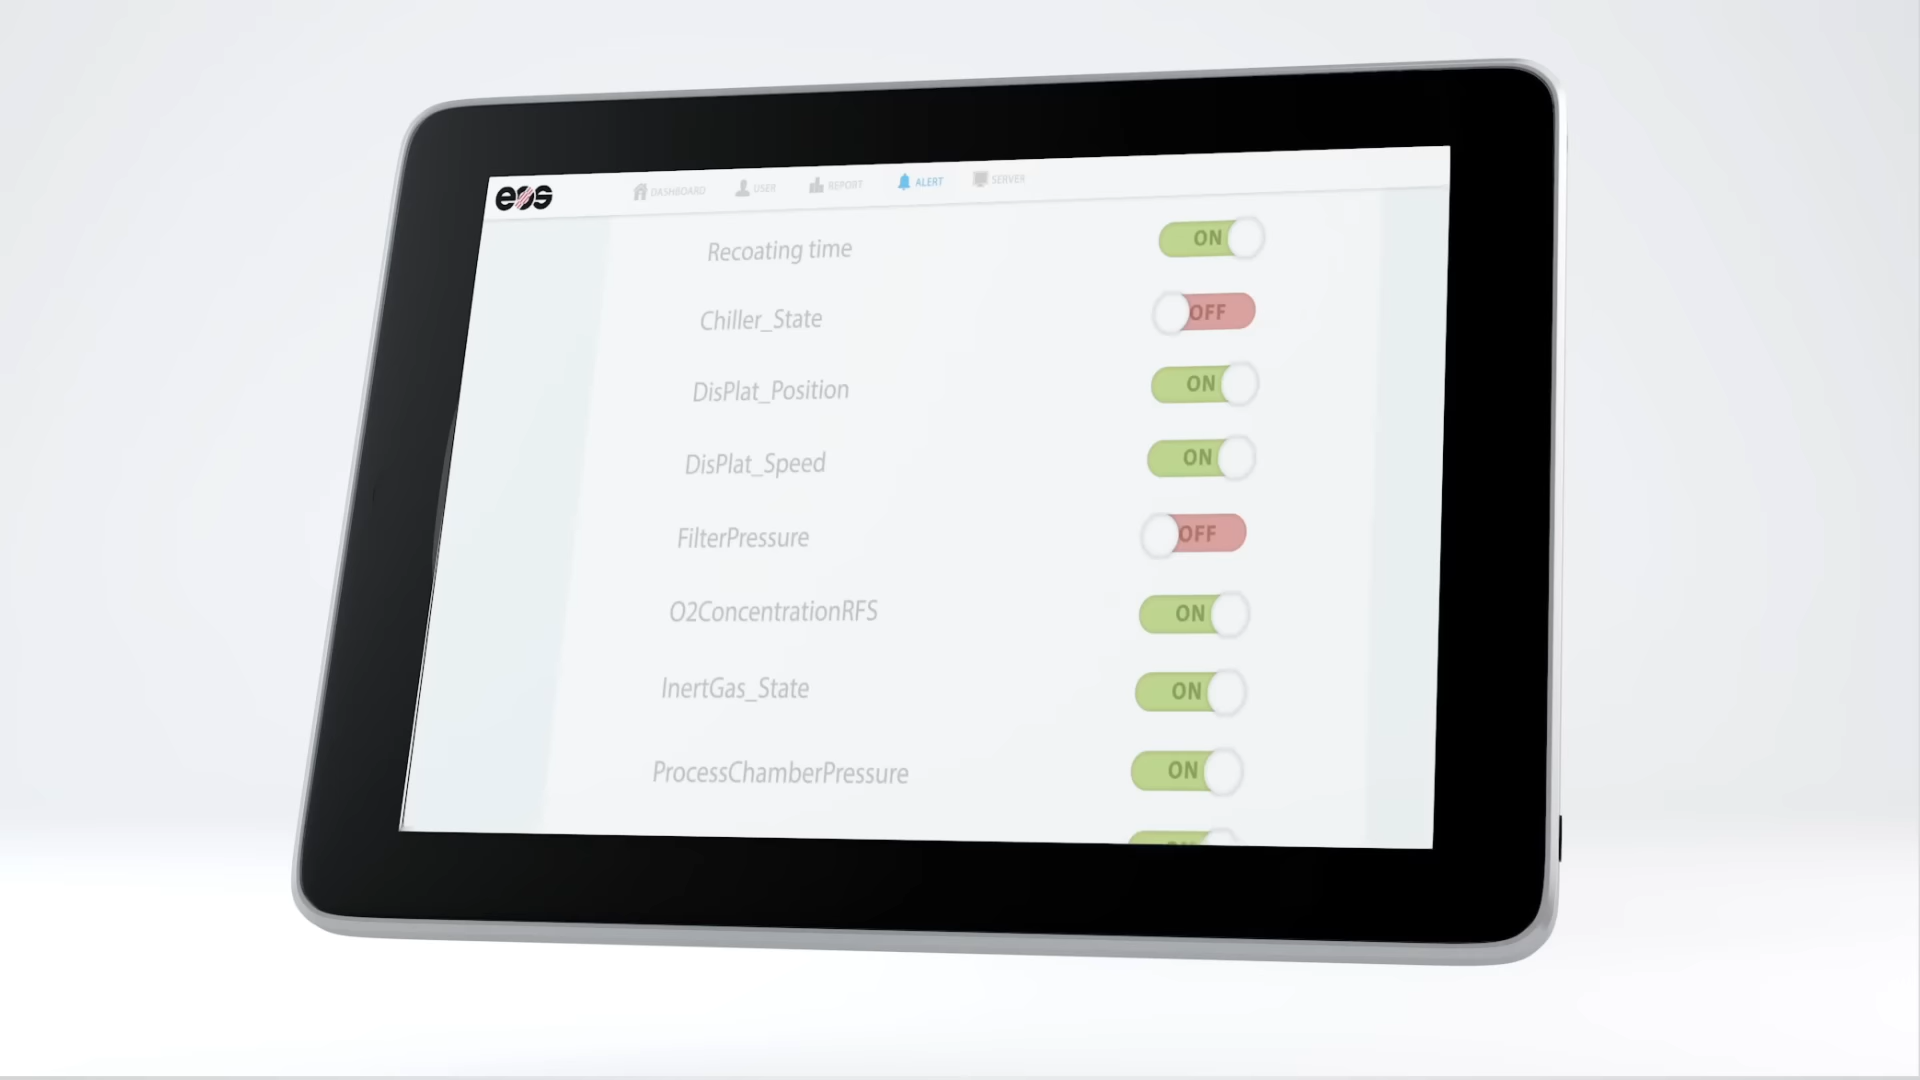 eos
DASHBOARD USER REPORT ALERT SERVER
Recoating time ON
Chiller_State OFF
DisPlat_Position ON
DisPlat_Speed ON
FilterPressure OFF
O2ConcentrationRFS ON
InertGas_State ON
ProcessChamberPressure ON